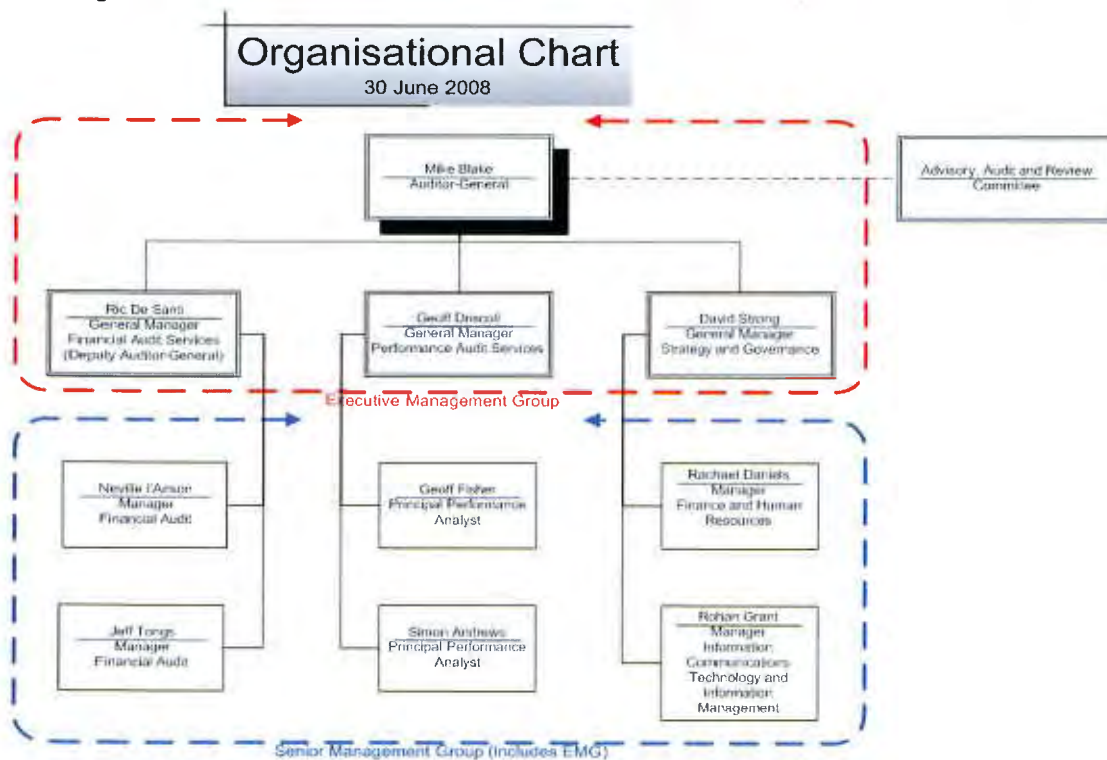 Organisational Chart
30 June 2008
Mike Blake
Auditor-General
Advisory, Audit and Review
Committee
Ric De Santi
General Manager
Financial Audit Services
(Deputy Auditor-General)
Geoff Driscoll
General Manager
Performance Audit Services
David Strong
General Manager
Strategy and Governance
Executive Management Group
Neville I'Anson
Manager
Financial Audit
Geoff Fisher
Principal Performance
Analyst
Rachael Daniels
Manager
Finance and Human
Resources
Jeff Tongs
Manager
Financial Audit
Simon Andrews
Principal Performance
Analyst
Rohan Grant
Manager
Information
Communications
Technology and
Information
Management
Senior Management Group (Includes EMG)